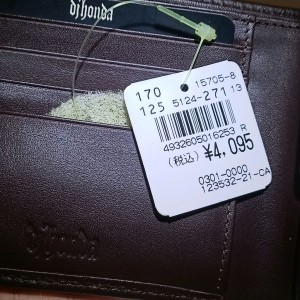 dj honda
170 15705-8
125 5124-271 13
4932605016253 R
(税込) ¥4,095
0301-0000
123532-21-CA
dj honda